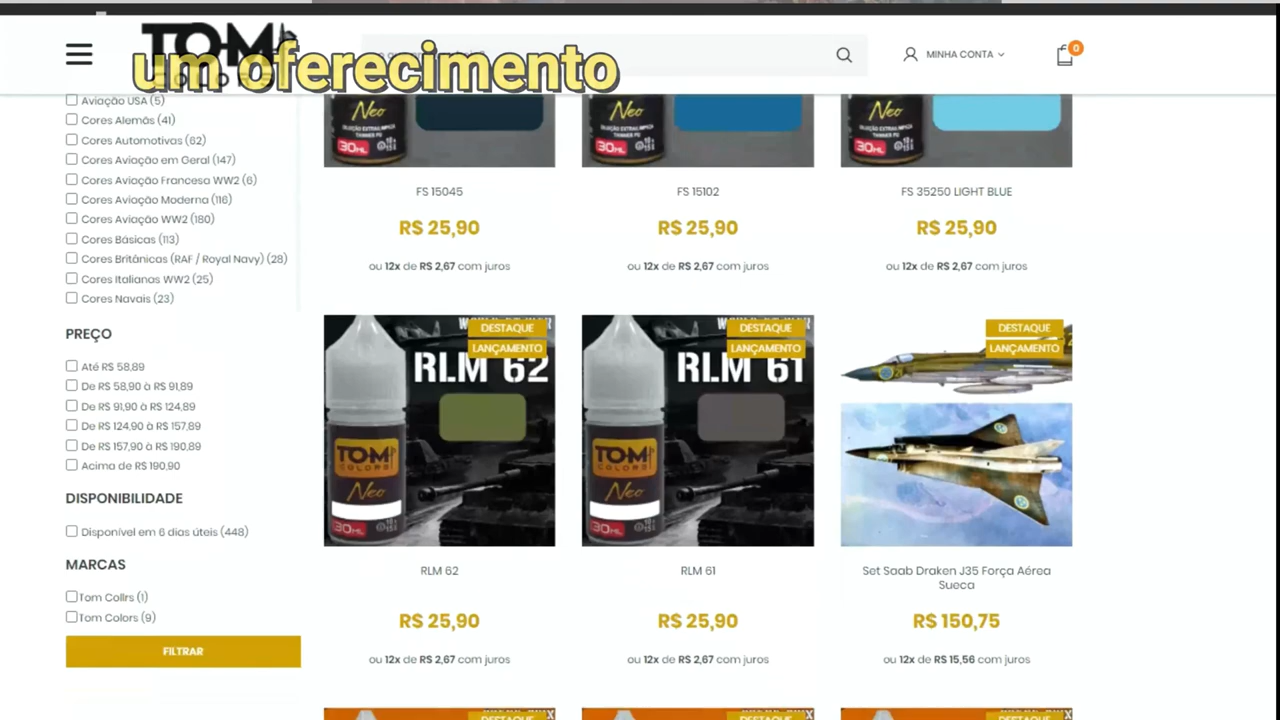 TOM
COLORS
um oferecimento
MINHA CONTA
0
Aviação USA (5)
Cores Alemãs (41)
Cores Automotivas (62)
Cores Aviação em Geral (147)
Cores Aviação Francesa WW2 (6)
Cores Aviação Moderna (116)
Cores Aviação WW2 (180)
Cores Básicas (113)
Cores Britânicas (RAF / Royal Navy) (28)
Cores Italianas WW2 (25)
Cores Navais (23)
PREÇO
Até R$ 58,89
De R$ 58,90 à R$ 91,89
De R$ 91,90 à R$ 124,89
De R$ 124,90 à R$ 157,89
De R$ 157,90 à R$ 190,89
Acima de R$ 190,90
DISPONIBILIDADE
Disponível em 6 dias úteis (448)
MARCAS
Tom Collrs (1)
Tom Colors (9)
FILTRAR
Neo
30ML
Neo
30ML
Neo
30ML
FS 15045
FS 15102
FS 35250 LIGHT BLUE
R$ 25,90
R$ 25,90
R$ 25,90
ou 12x de R$ 2,67 com juros
ou 12x de R$ 2,67 com juros
ou 12x de R$ 2,67 com juros
DESTAQUE
LANÇAMENTO
RLM 62
TOM
COLORS
Neo
30ML
DESTAQUE
LANÇAMENTO
RLM 61
TOM
COLORS
Neo
30ML
DESTAQUE
LANÇAMENTO
RLM 62
RLM 61
Set Saab Draken J35 Força Aérea
Sueca
R$ 25,90
R$ 25,90
R$ 150,75
ou 12x de R$ 2,67 com juros
ou 12x de R$ 2,67 com juros
ou 12x de R$ 15,56 com juros
DESTAQUE
DESTAQUE
DESTAQUE